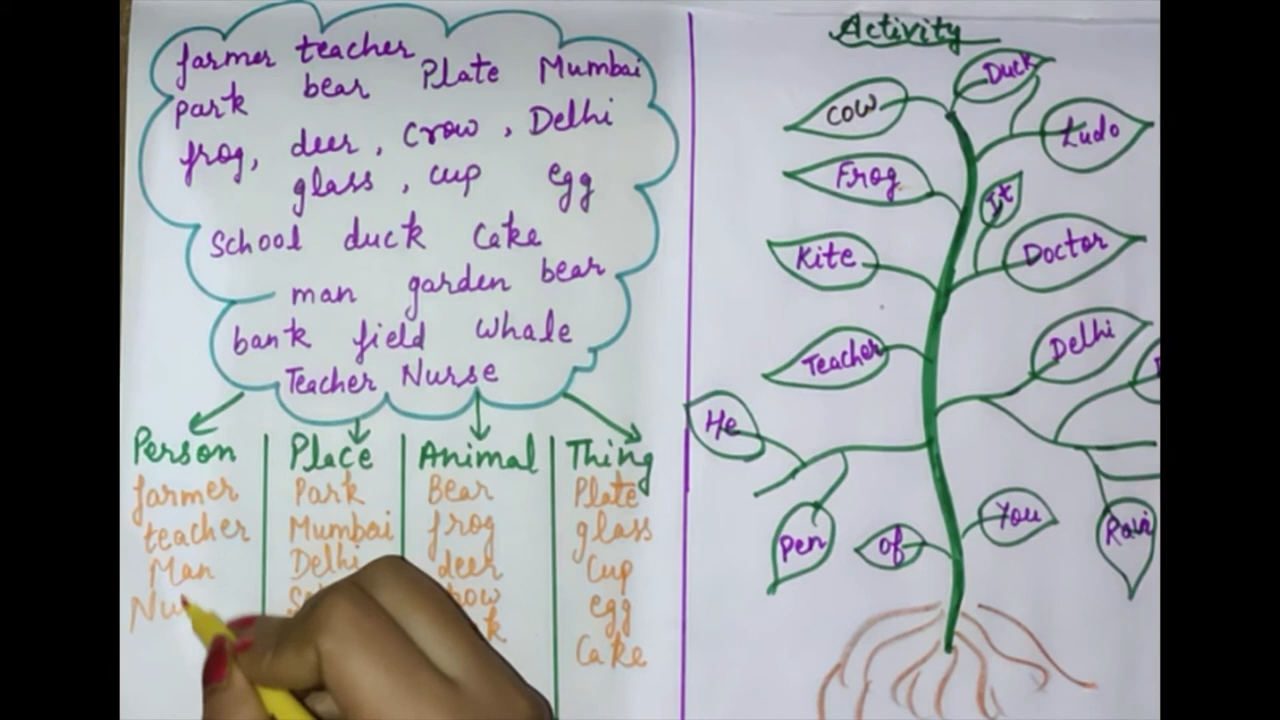 farmer teacher
park bear Plate Mumbai
frog, deer, crow, Delhi
glass, cup egg
School duck Cake
man garden bear
bank field whale
Teacher Nurse
Person Place Animal Thing
farmer Park Bear Plate
teacher Mumbai frog glass
Man Delhi deer Cup
egg
Cake
Activity
Duck
Cow
Ludo
Frog
It
Kite
Doctor
Teacher
Delhi
He
Pen
Of
You